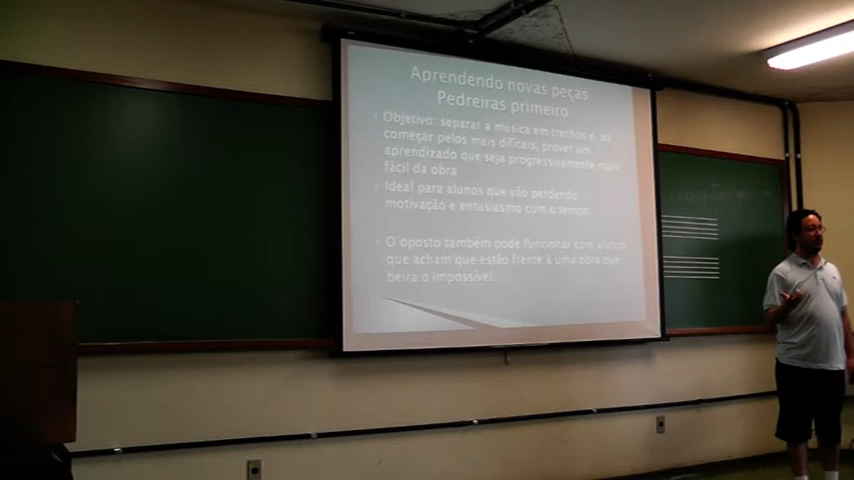 Aprendendo novas peças
Pedreiras primeiro
Objetivo: separar a música em trechos e, ao
começar pelos mais difíceis, prover um
aprendizado que seja progressivamente mais
fácil da obra
Ideal para alunos que vão perdendo
motivação e entusiasmo com o tempo.
O oposto também pode funcionar com alunos
que acham que estão frente à uma obra que
beira o impossível...